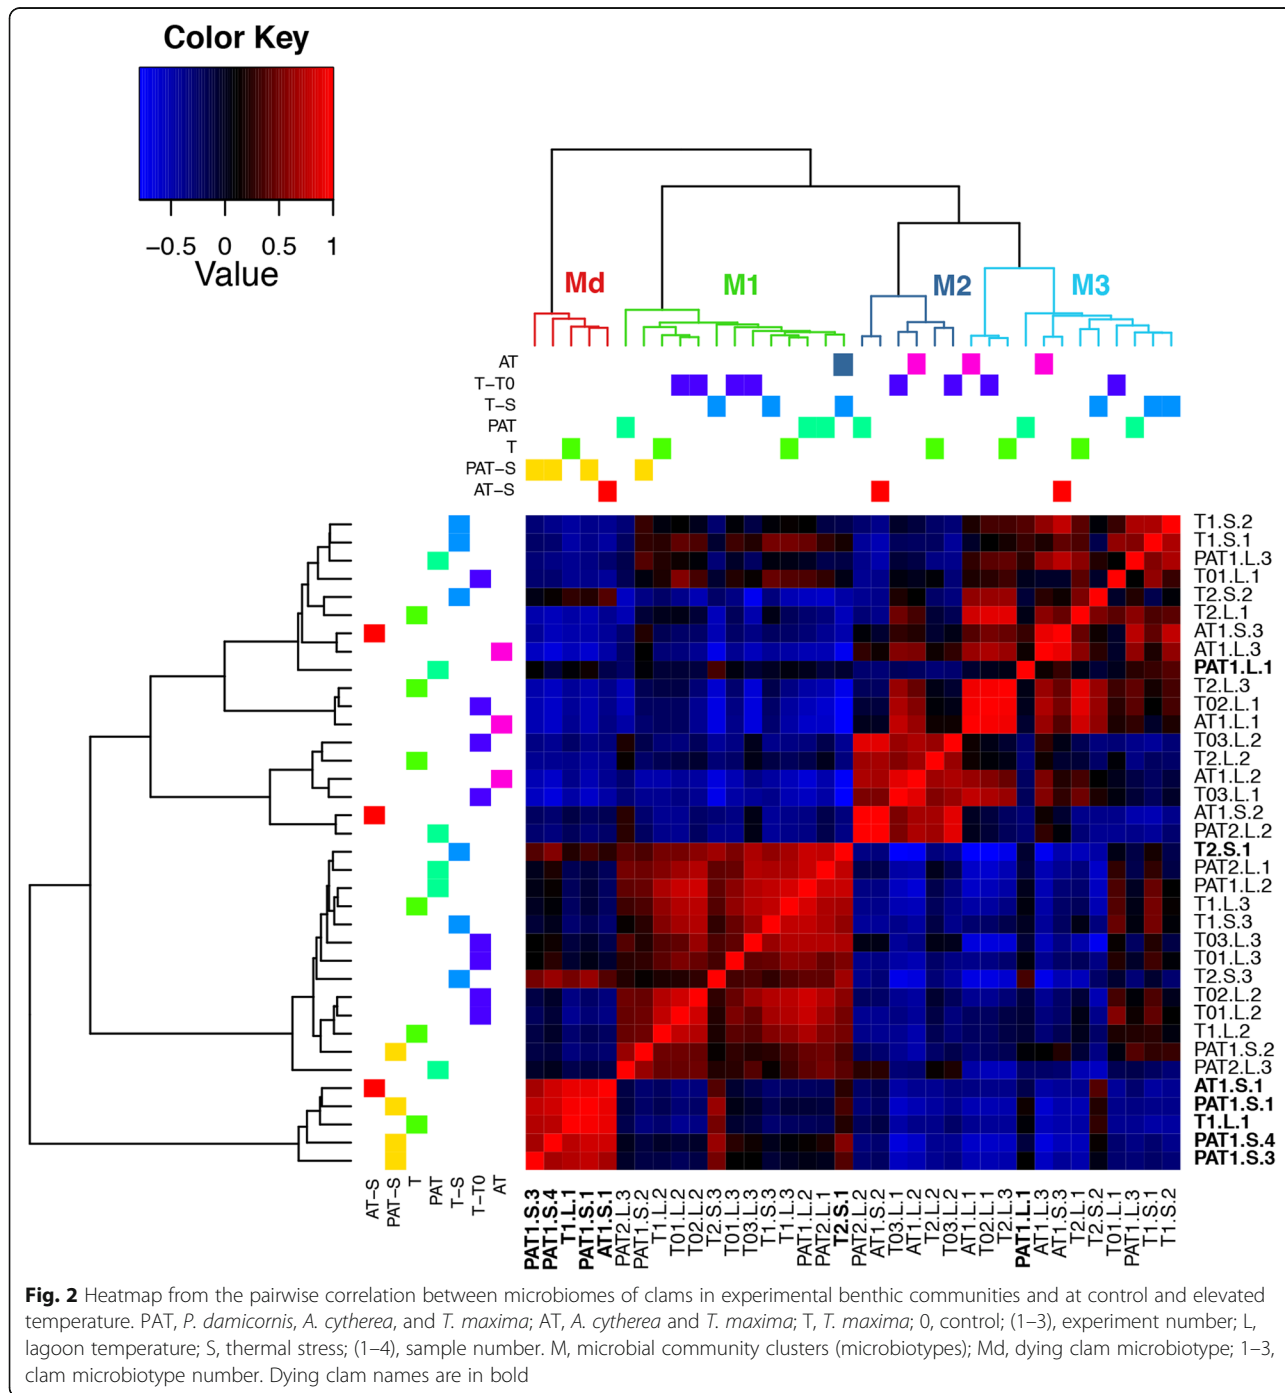 Color Key
−0.5 0 0.5 1
Value
Md M1 M2 M3
AT
T−T0
T−S
PAT
T
PAT−S
AT−S
T1.S.2
T1.S.1
PAT1.L.3
T01.L.1
T2.S.2
T2.L.1
AT1.S.3
AT1.L.3
PAT1.L.1
T2.L.3
T02.L.1
AT1.L.1
T03.L.2
T2.L.2
AT1.L.2
T03.L.1
AT1.S.2
PAT2.L.2
T2.S.1
PAT2.L.1
PAT1.L.2
T1.L.3
T1.S.3
T03.L.3
T01.L.3
T2.S.3
T02.L.2
T01.L.2
T1.L.2
PAT1.S.2
PAT2.L.3
AT1.S.1
PAT1.S.1
T1.L.1
PAT1.S.4
PAT1.S.3
AT−S
PAT−S
T
PAT
T−S
T−T0
AT
PAT1.S.3
PAT1.S.4
T1.L.1
PAT1.S.1
AT1.S.1
PAT2.L.3
PAT1.S.2
T1.L.2
T01.L.2
T02.L.2
T2.S.3
T01.L.3
T03.L.3
T1.S.3
T1.L.3
PAT1.L.2
PAT2.L.1
T2.S.1
PAT2.L.2
AT1.S.2
T03.L.1
AT1.L.2
T2.L.2
T03.L.2
AT1.L.1
T02.L.1
T2.L.3
PAT1.L.1
AT1.L.3
AT1.S.3
T2.L.1
T2.S.2
T01.L.1
PAT1.L.3
T1.S.1
T1.S.2
Fig. 2 Heatmap from the pairwise correlation between microbiomes of clams in experimental benthic communities and at control and elevated
temperature. PAT, P. damicornis, A. cytherea, and T. maxima; AT, A. cytherea and T. maxima; T, T. maxima; 0, control; (1–3), experiment number; L,
lagoon temperature; S, thermal stress; (1–4), sample number. M, microbial community clusters (microbiotypes); Md, dying clam microbiotype; 1–3,
clam microbiotype number. Dying clam names are in bold